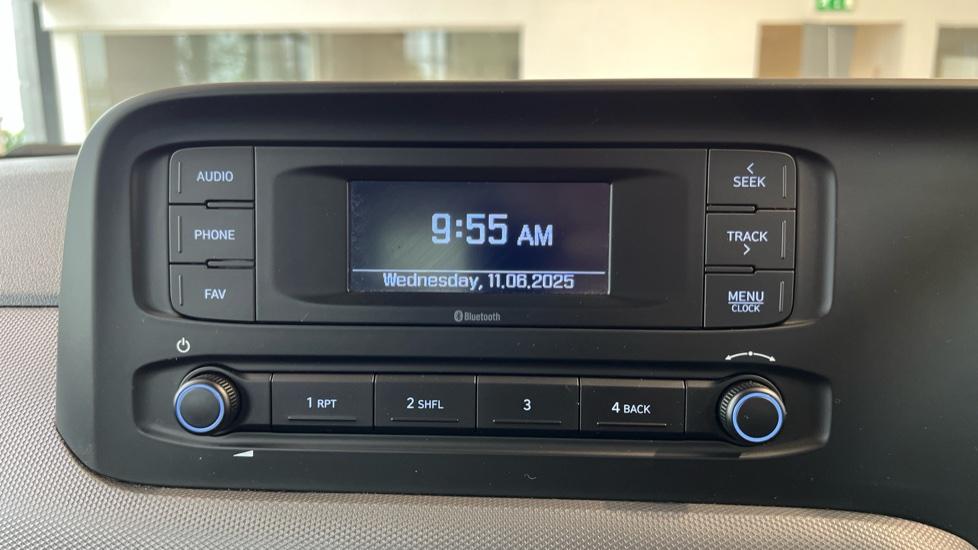 AUDIO
PHONE
FAV
9:55 AM
Wednesday, 11.06.2025
Bluetooth
SEEK
TRACK
MENU
CLOCK
1 RPT
2 SHFL
3
4 BACK